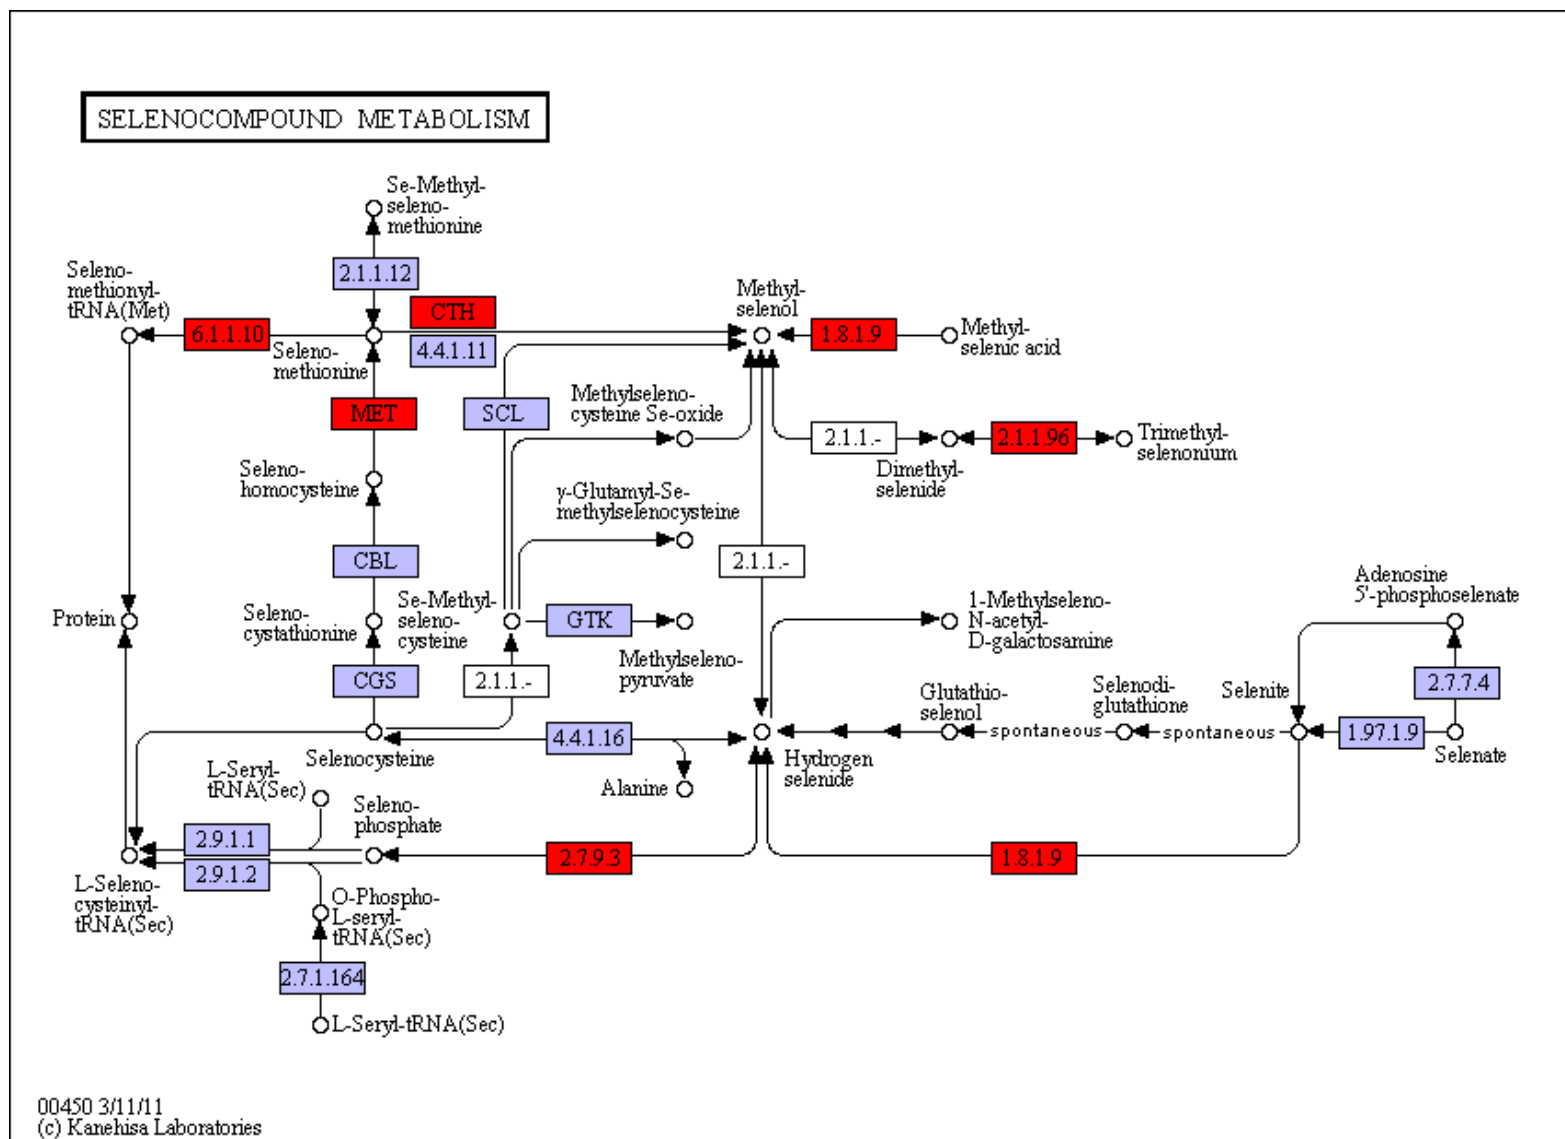 SELENOCOMPOUND METABOLISM
Se-Methyl-
seleno-
methionine
2.1.1.12
Seleno-
methionyl-
tRNA(Met)
6.1.1.10
Seleno-
methionine
CTH
4.4.1.11
Methyl-
selenol
1.8.1.9
Methyl-
selenic acid
MET
SCL
Methylseleno-
cysteine Se-oxide
2.1.1.-
Dimethyl-
selenide
2.1.1.96
Trimethyl-
selenonium
Seleno-
homocysteine
γ-Glutamyl-Se-
methylselenocysteine
CBL
2.1.1.-
Protein
Seleno-
cystathionine
Se-Methyl-
seleno-
cysteine
GTK
Methylseleno-
pyruvate
1-Methylseleno-
N-acetyl-
D-galactosamine
Adenosine
5'-phosphoselenate
CGS
2.1.1.-
Glutathio-
selenol
Selenodi-
glutathione
Selenite
2.7.7.4
Selenocysteine
4.4.1.16
Alanine
Hydrogen
selenide
spontaneous
spontaneous
1.97.1.9
Selenate
L-Seryl-
tRNA(Sec)
Seleno-
phosphate
2.9.1.1
2.9.1.2
2.7.9.3
1.8.1.9
L-Seleno-
cysteinyl-
tRNA(Sec)
O-Phospho-
L-seryl-
tRNA(Sec)
2.7.1.164
L-Seryl-tRNA(Sec)
00450 3/11/11
(c) Kanehisa Laboratories